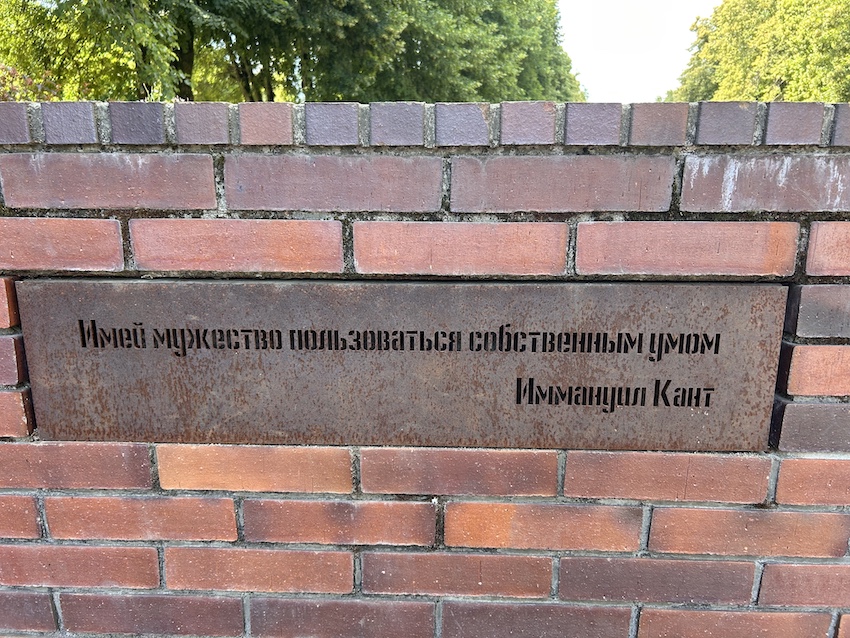 Имей мужество пользоваться собственным умом
Иммануил Кант